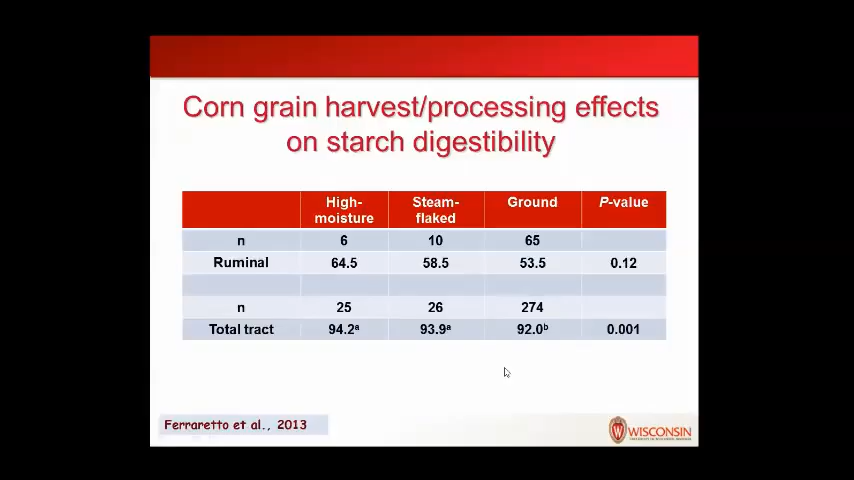 Corn grain harvest/processing effects
on starch digestibility
High-moisture Steam-flaked Ground P-value
n 6 10 65
Ruminal 64.5 58.5 53.5 0.12
n 25 26 274
Total tract 94.2ᵃ 93.9ᵃ 92.0ᵇ 0.001
Ferraretto et al., 2013
WISCONSIN